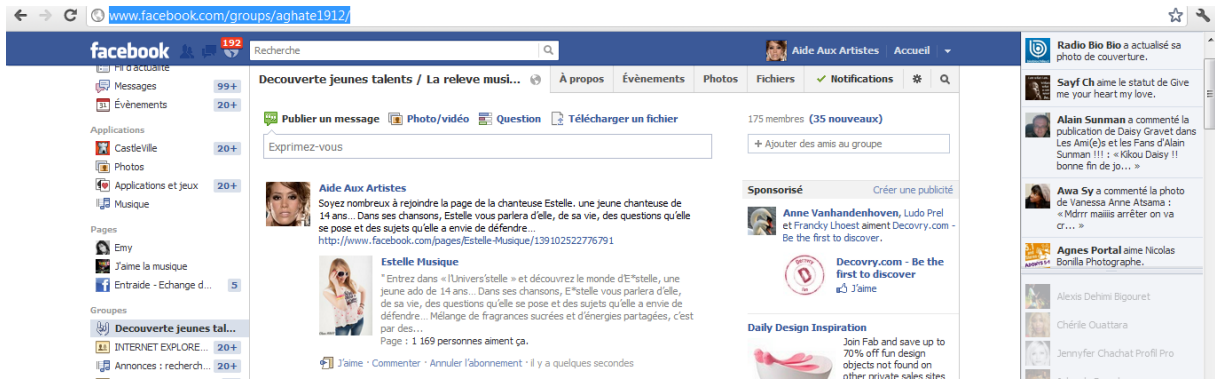 www.facebook.com/groups/aghate1912/
facebook
192
Recherche
Aide Aux Artistes
Accueil
Fil d'actualité
Messages 99+
Évènements 20+
Applications
CastleVille 20+
Photos
Applications et jeux 20+
Musique
Pages
Emy
J'aime la musique
Entraide - Echange d... 5
Groupes
Decouverte jeunes tal...
INTERNET EXPLORE... 20+
Annonces : recherch... 20+
Decouverte jeunes talents / La releve musi...
À propos
Évènements
Photos
Fichiers
✓ Notifications
Publier un message
Photo/vidéo
Question
Télécharger un fichier
Exprimez-vous
Aide Aux Artistes
Soyez nombreux à rejoindre la page de la chanteuse Estelle. une jeune chanteuse de
14 ans... Dans ses chansons, Estelle vous parlera d'elle, de sa vie, des questions qu'elle
se pose et des sujets qu'elle a envie de défendre...
http://www.facebook.com/pages/Estelle-Musique/139102522776791
Estelle Musique
"Entrez dans « l'Univers'stelle » et découvrez le monde d'E*stelle, une
jeune ado de 14 ans... Dans ses chansons, E*stelle vous parlera d'elle,
de sa vie, des questions qu'elle se pose et des sujets qu'elle a envie de
défendre... Mélange de fragrances sucrées et d'énergies partagées, c'est
par des...
Page : 1 169 personnes aiment ça.
J'aime · Commenter · Annuler l'abonnement · il y a quelques secondes
175 membres (35 nouveaux)
+ Ajouter des amis au groupe
Sponsorisé
Créer une publicité
Anne Vanhandenhoven, Ludo Prel
et Francky Lhoest aiment Decovry.com -
Be the first to discover.
Decovry
D
Decovry.com - Be the
first to discover
J'aime
Daily Design Inspiration
Join Fab and save up to
70% off fun design
objects not found on
other private sales sites
Radio Bio Bio a actualisé sa
photo de couverture.
Sayf Ch aime le statut de Give
me your heart my love.
Alain Sunman a commenté la
publication de Daisy Gravet dans
Les Ami(e)s et les Fans d'Alain
Sunman !!! : «Kikou Daisy !!
bonne fin de jo... »
Awa Sy a commenté la photo
de Vanessa Anne Atsama :
«Mdrrr maiiis arrêter on va
cr... »
Agnes Portal aime Nicolas
Bonilla Photographe.
Alexis Dehimi Bigouret
Chérile Ouattara
Jennyfer Chachat Profil Pro